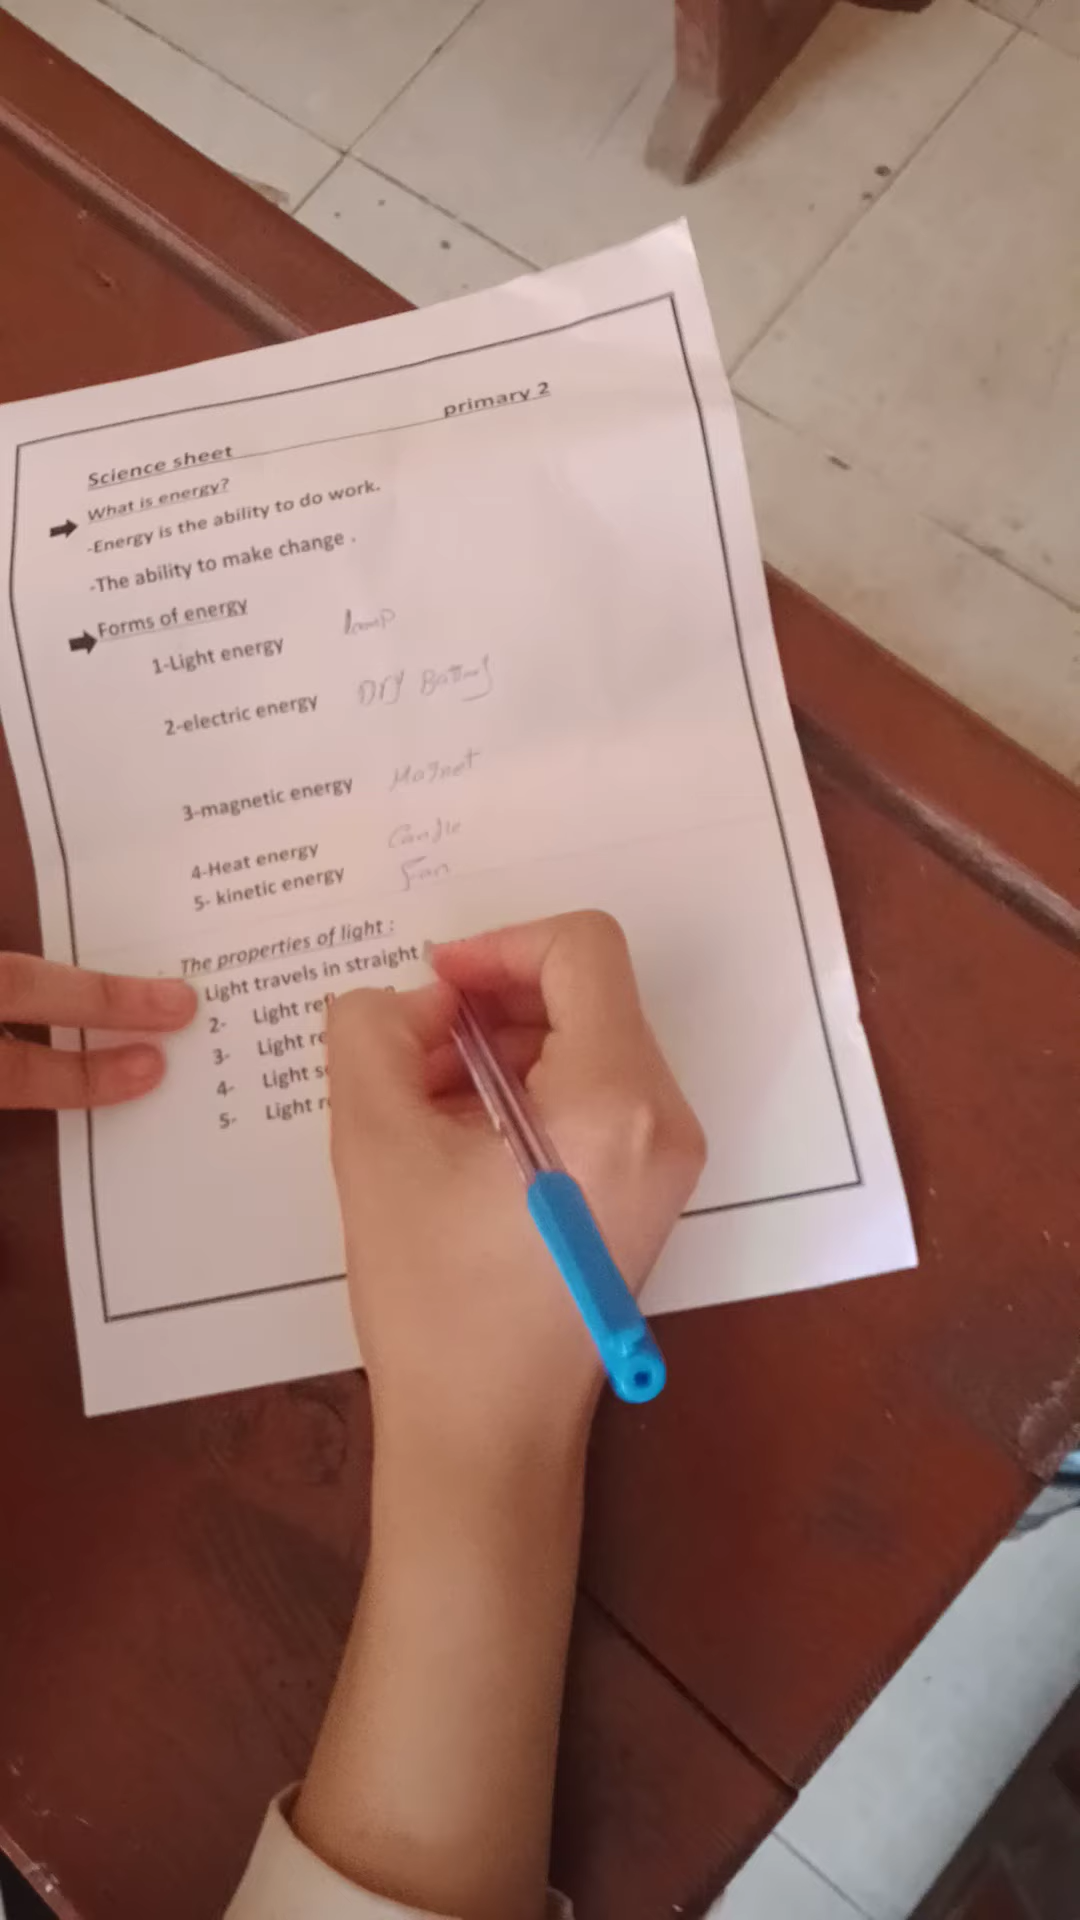 primary 2
Science sheet
What is energy?
-Energy is the ability to do work.
-The ability to make change .
Forms of energy
1-Light energy lamp
2-electric energy Dry Battery
3-magnetic energy Magnet
4-Heat energy Candle
5- kinetic energy Fan
The properties of light :
Light travels in straight
2- Light
3- Light
4- Light
5- Light